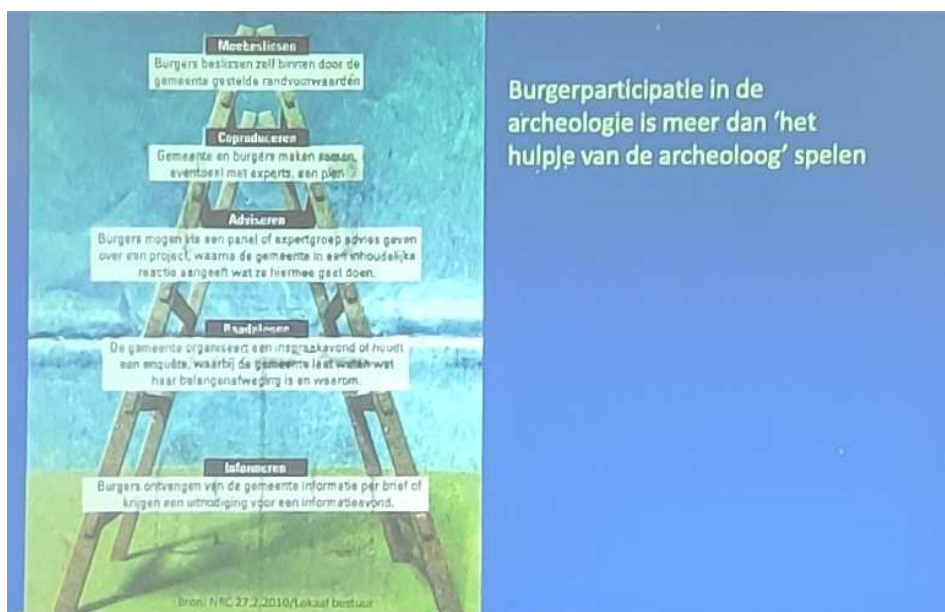 Meebeslissen
Burgers beslissen zelf binnen door de
gemeente gestelde randvoorwaarden
Coproduceren
Gemeente en burgers maken samen,
eventueel met experts, een plan
Adviseren
Burgers mogen via een panel of expertgroep advies geven
over een project, waarna de gemeente in een inhoudelijke
reactie aangeeft wat ze hiermee gaat doen.
Raadplegen
De gemeente organiseert een inspraakavond of houdt
een enquête, waarbij de gemeente laat weten wat
haar belangenafweging is en waarom.
Informeren
Burgers ontvangen van de gemeente informatie per brief of
krijgen een uitnodiging voor een informatieavond.
Bron: NRC 27.2.2010/Lokaal bestuur
Burgerparticipatie in de
archeologie is meer dan ‘het
hulpje van de archeoloog’ spelen